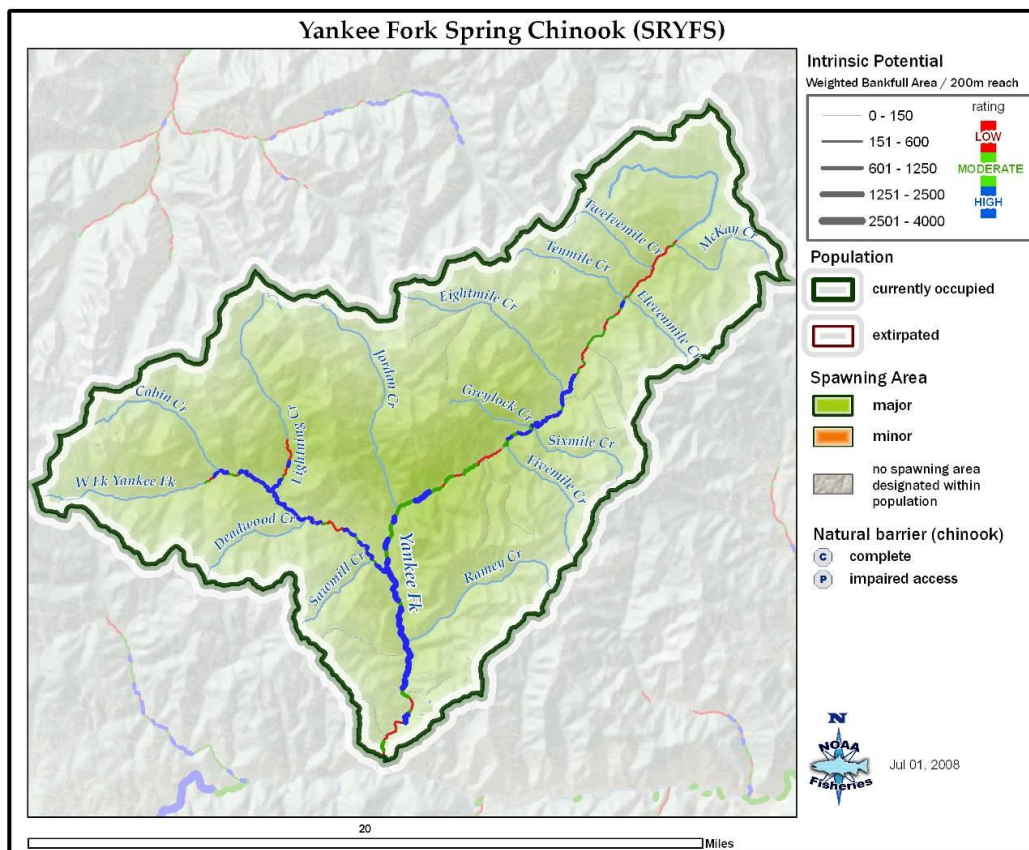 Yankee Fork Spring Chinook (SRYFS)
Intrinsic Potential
Weighted Bankfull Area / 200m reach
0 - 150
151 - 600
601 - 1250
1251 - 2500
2501 - 4000
rating
LOW
MODERATE
HIGH
Population
currently occupied
extirpated
Spawning Area
major
minor
no spawning area
designated within
population
Natural barrier (chinook)
C complete
P impaired access
N
NOAA
Fisheries
Jul 01, 2008
Twelvemile Cr
McKay Cr
Tenmile Cr
Elevenmile Cr
Eightmile Cr
Jordan Cr
Greylock Cr
Sixmile Cr
Fivemile Cr
Cabin Cr
Lightning Cr
W Fk Yankee Fk
Deadwood Cr
Sawmill Cr
Yankee Fk
Ramey Cr
20
Miles